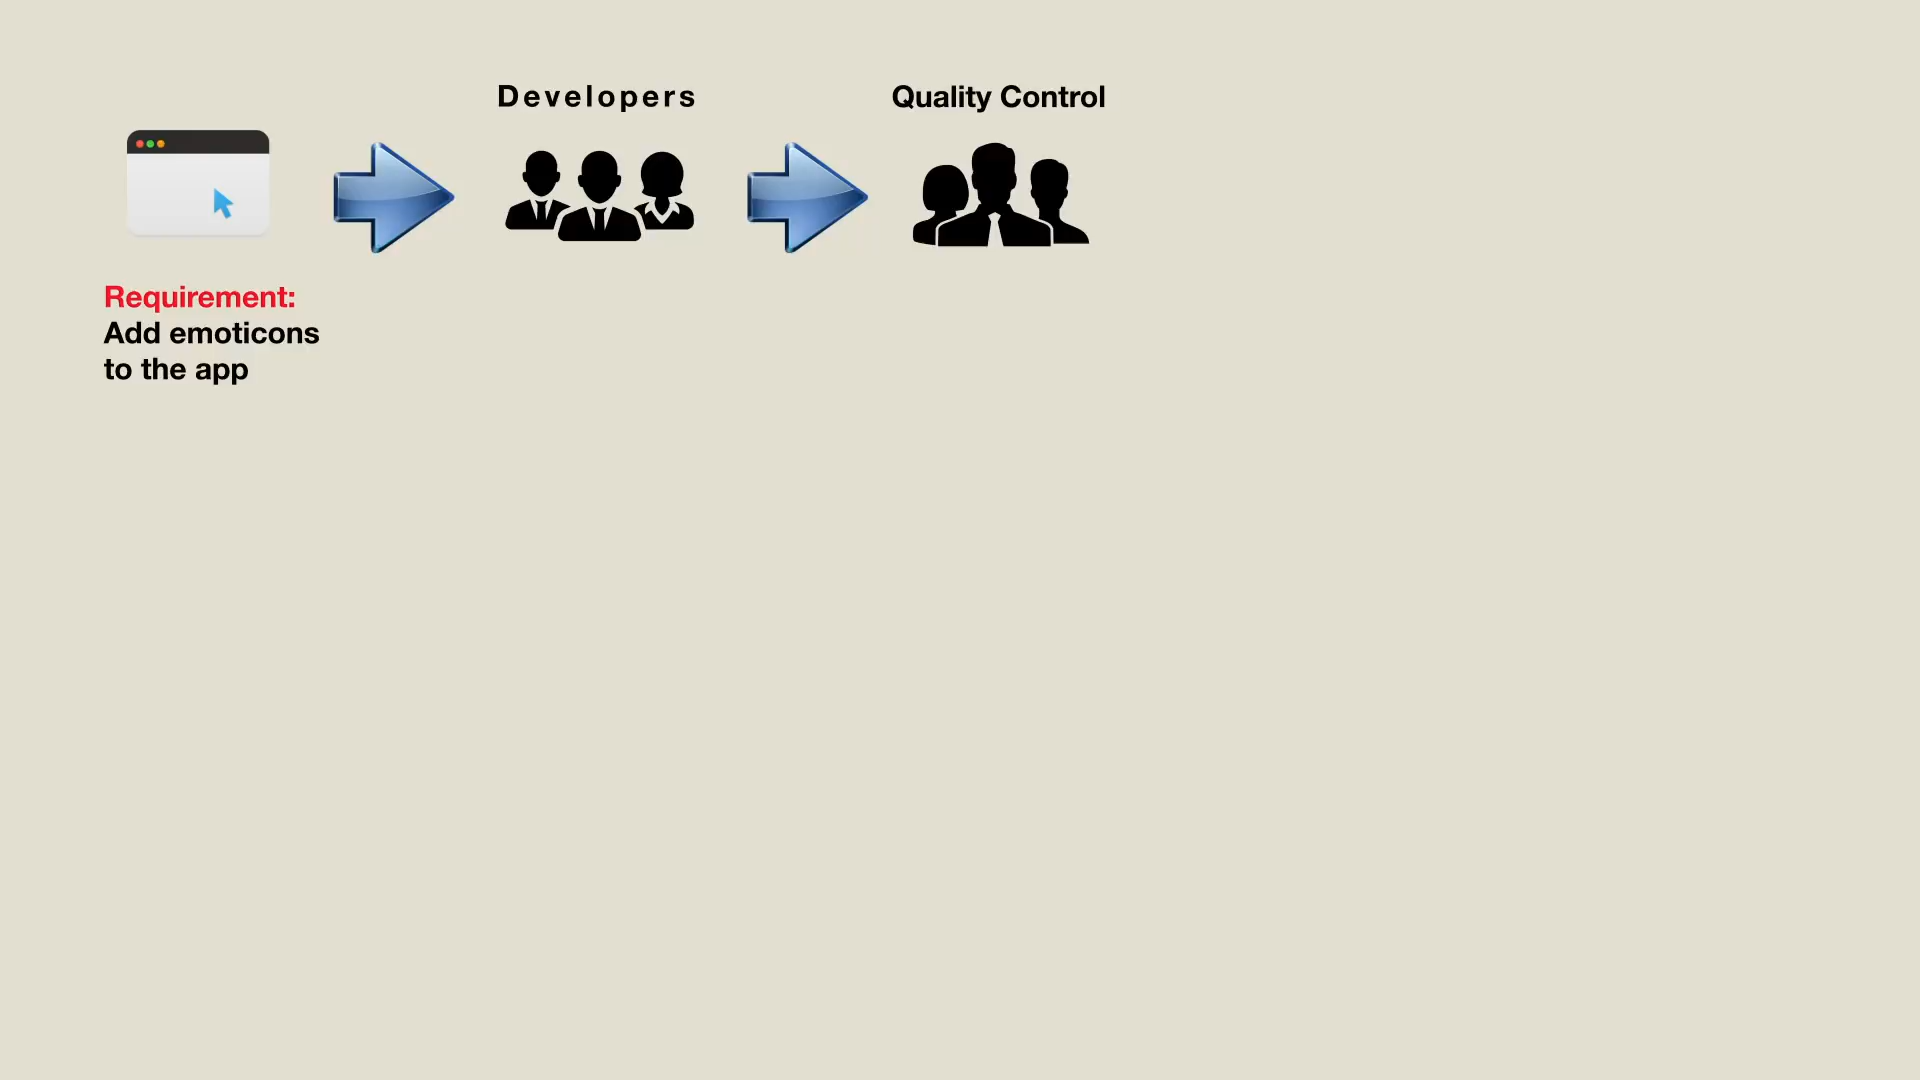 Developers
Quality Control
Requirement:
Add emoticons
to the app